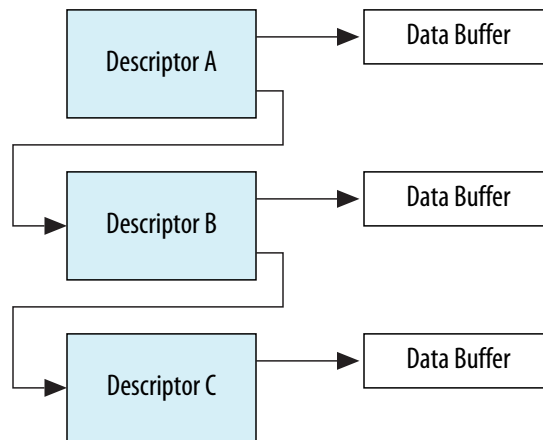 Descriptor A
Data Buffer
Descriptor B
Data Buffer
Descriptor C
Data Buffer